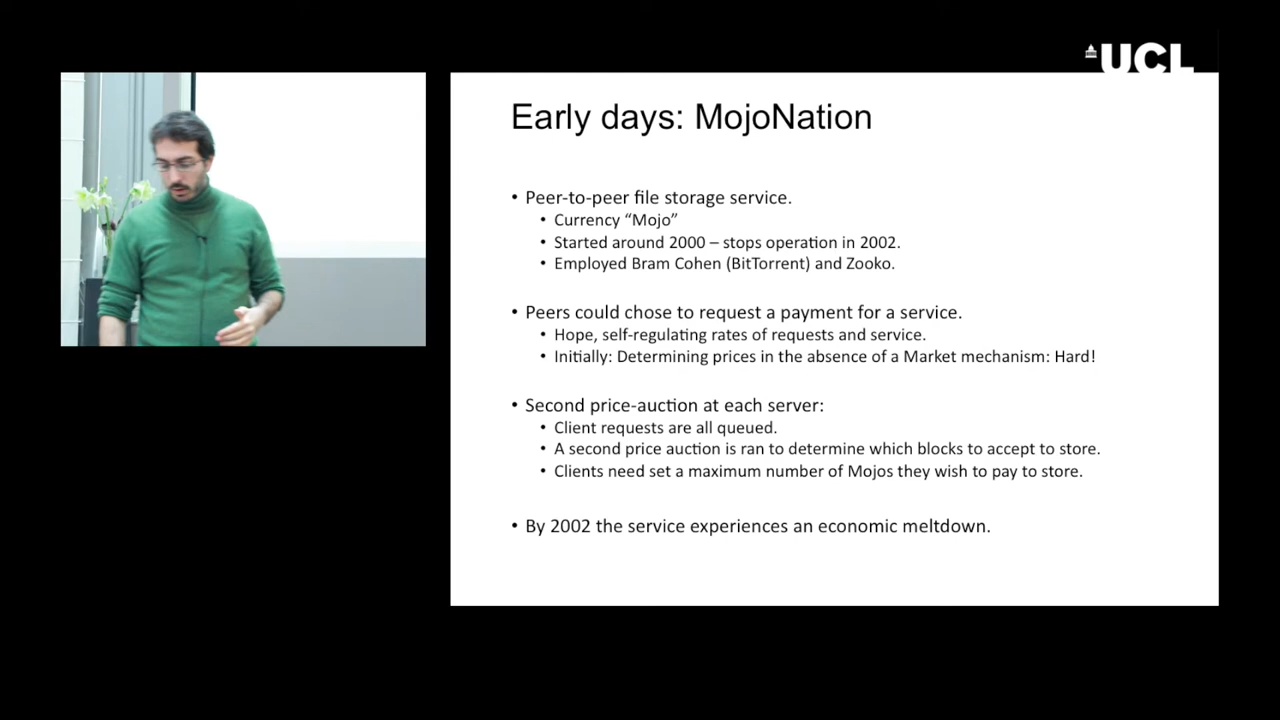 UCL
Early days: MojoNation
• Peer-to-peer file storage service.
• Currency “Mojo”
• Started around 2000 – stops operation in 2002.
• Employed Bram Cohen (BitTorrent) and Zooko.
• Peers could chose to request a payment for a service.
• Hope, self-regulating rates of requests and service.
• Initially: Determining prices in the absence of a Market mechanism: Hard!
• Second price-auction at each server:
• Client requests are all queued.
• A second price auction is ran to determine which blocks to accept to store.
• Clients need set a maximum number of Mojos they wish to pay to store.
• By 2002 the service experiences an economic meltdown.